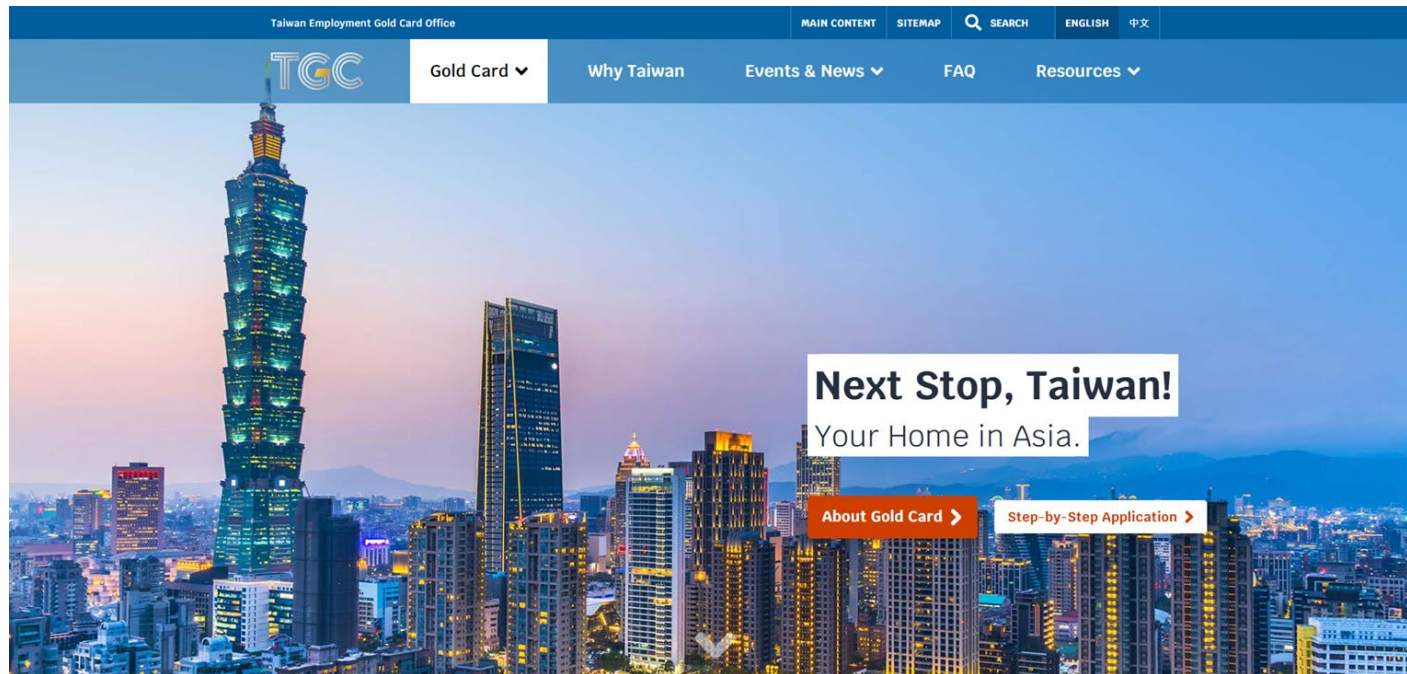 Taiwan Employment Gold Card Office
MAIN CONTENT
SITEMAP
SEARCH
ENGLISH
中文
TGC
Gold Card
Why Taiwan
Events & News
FAQ
Resources
Next Stop, Taiwan!
Your Home in Asia.
About Gold Card
Step-by-Step Application